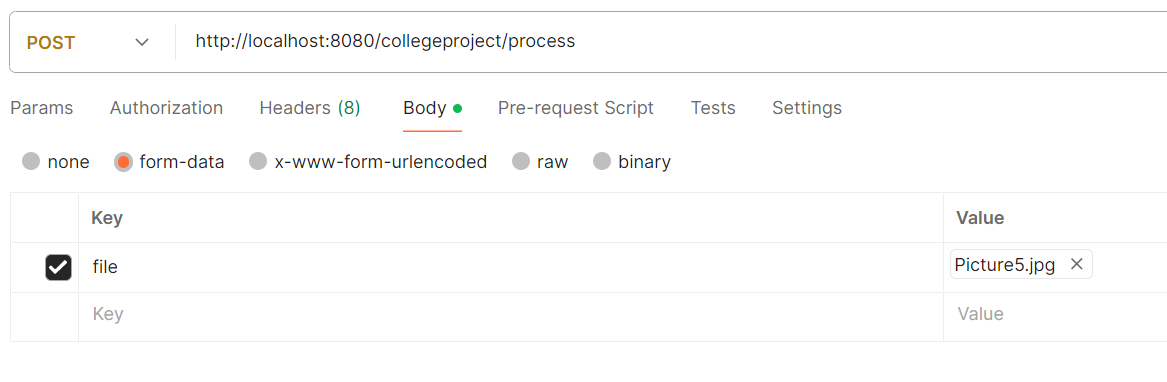 POST http://localhost:8080/collegeproject/process
Params Authorization Headers (8) Body Pre-request Script Tests Settings
none form-data x-www-form-urlencoded raw binary
Key Value
file Picture5.jpg
Key Value